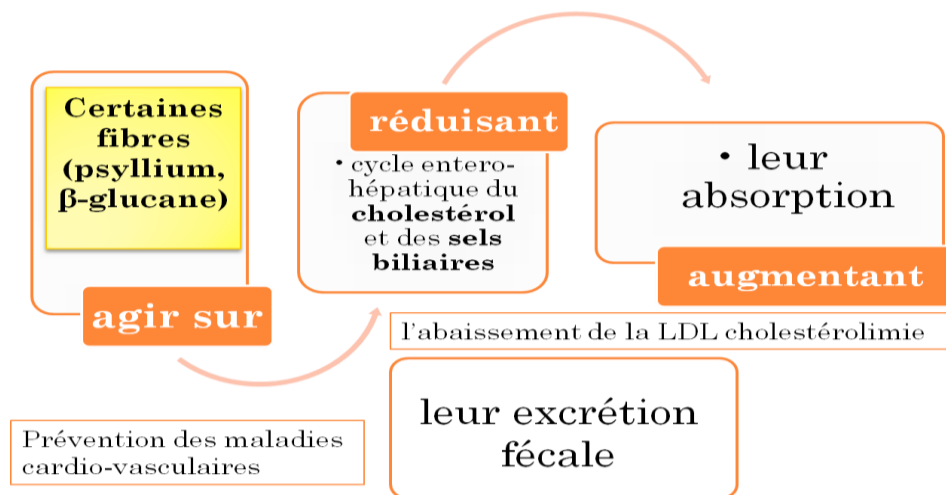 Certaines
fibres
(psyllium,
β-glucane)
agir sur
réduisant
• cycle entero-
hépatique du
cholestérol
et des sels
biliaires
• leur
absorption
augmentant
l'abaissement de la LDL cholestérolimie
leur excrétion
fécale
Prévention des maladies
cardio-vasculaires